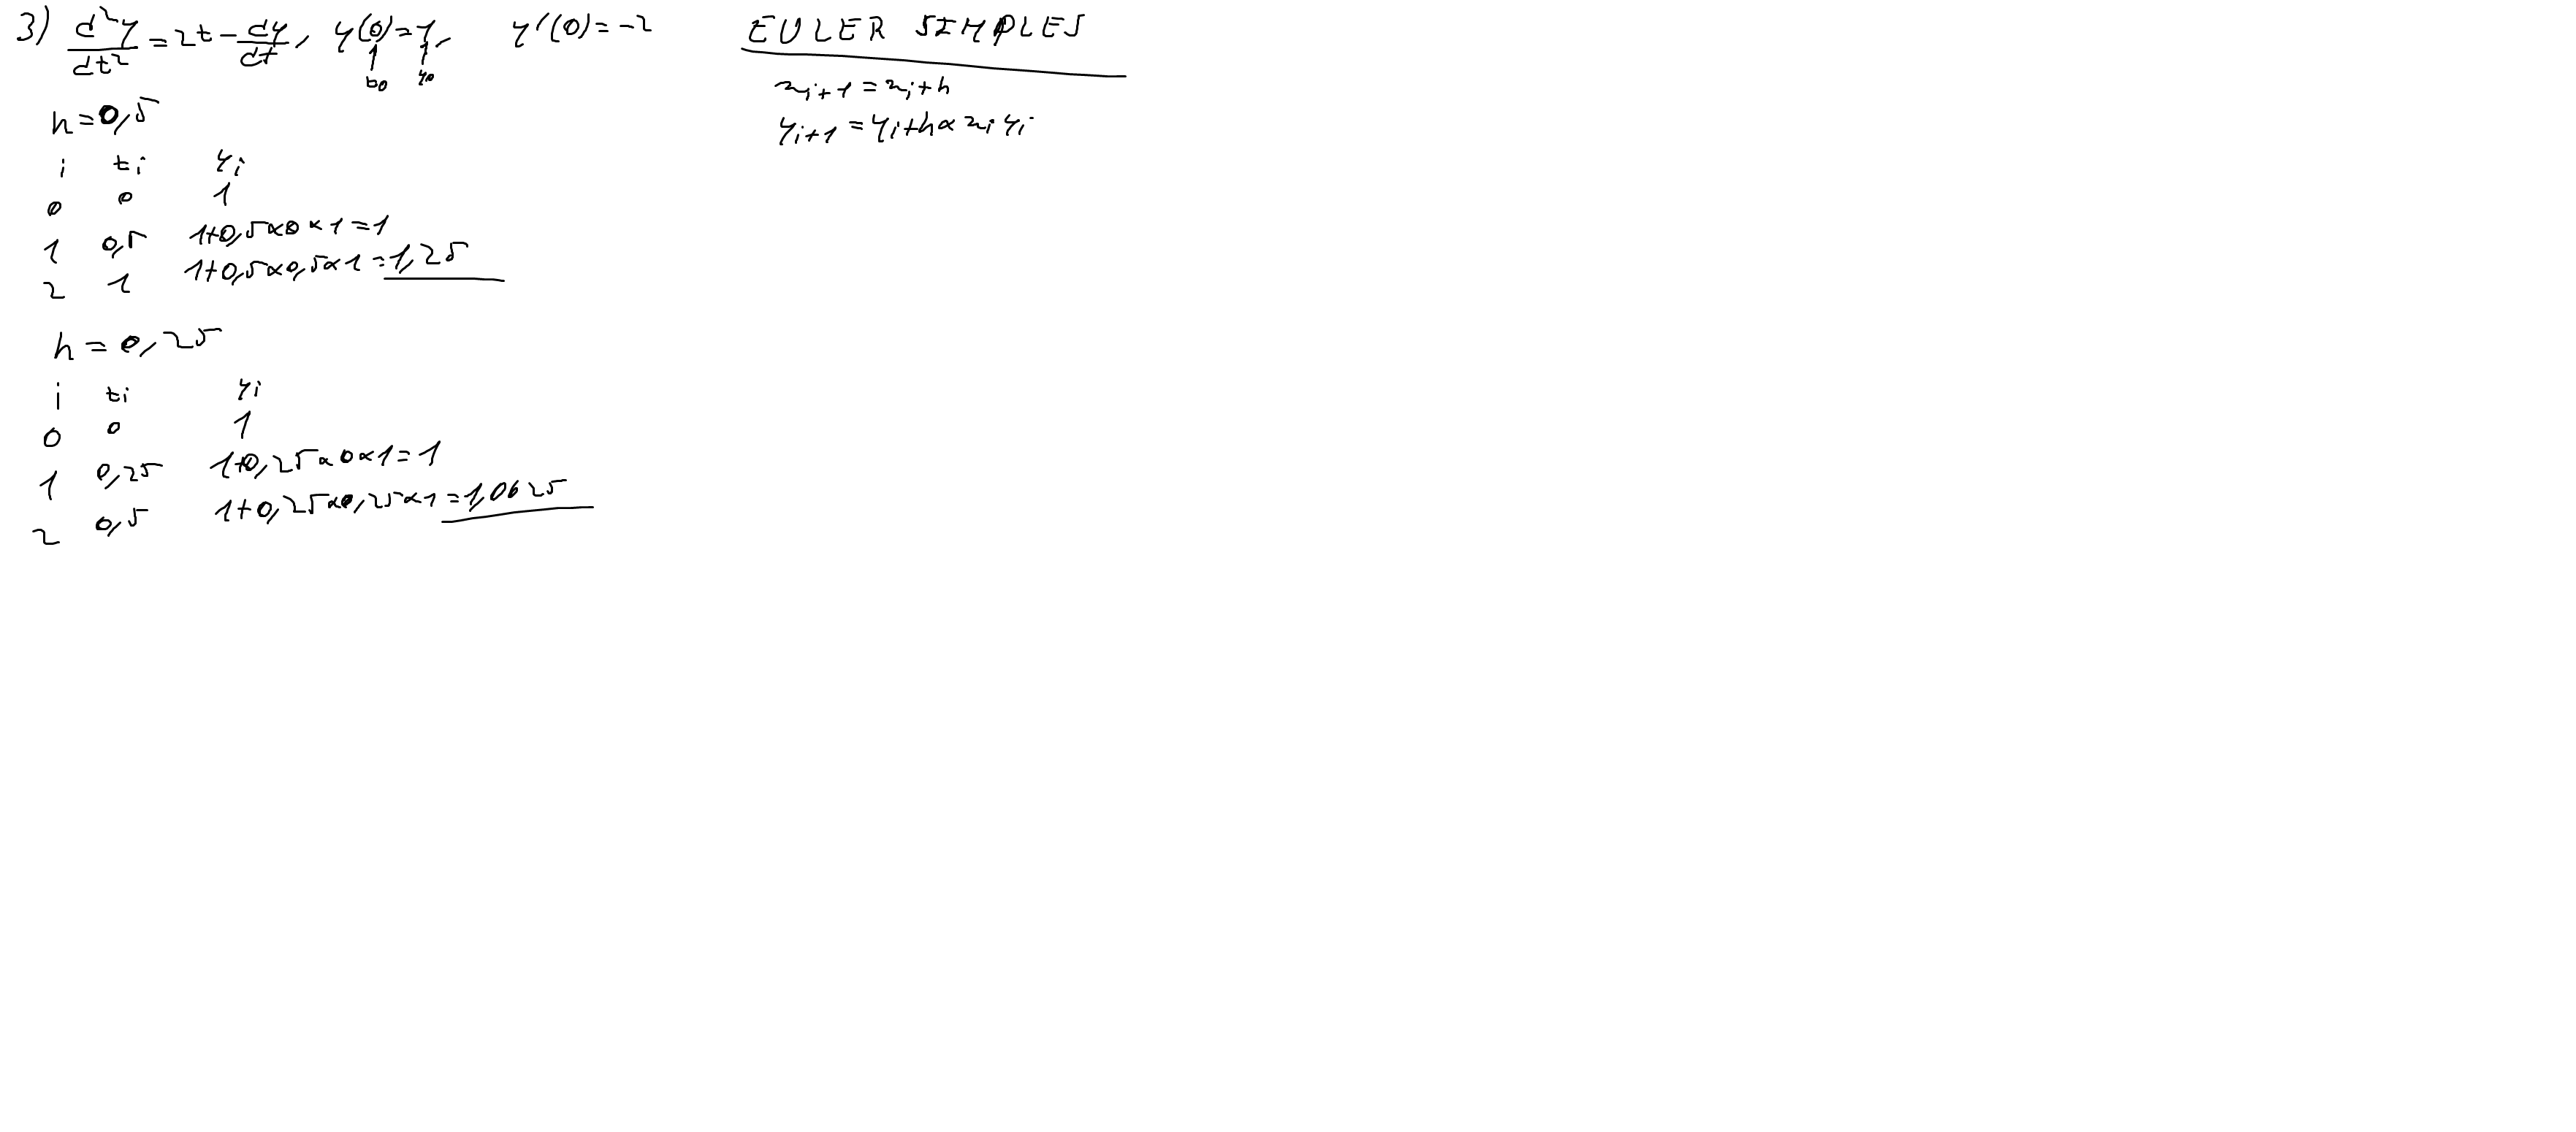 3) d²y/dt² = 2t - dy/dt, y(0)=1, y'(0)=-2
t0 y0
h=0,5
i ti yi
0 0 1
1 0,5 1+0,5×0×1=1
2 1 1+0,5×0,5×1=1,25
h=0,25
i ti yi
0 0 1
1 0,25 1+0,25×0×1=1
2 0,5 1+0,25×0,25×1=1,0625
EULER SIMPLES
xi+1=xi+h
yi+1=yi+h×xi yi